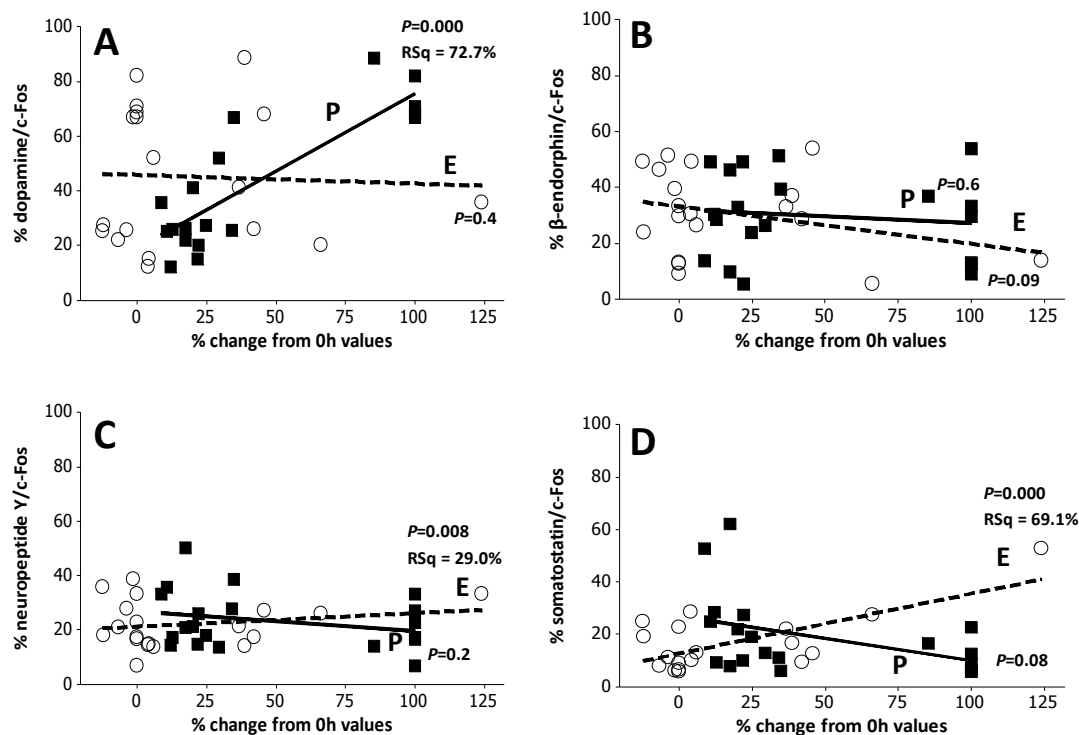 A
P=0.000
RSq = 72.7%
P
E
P=0.4
% dopamine/c-Fos
100
80
60
40
20
0
0 25 50 75 100 125
% change from 0h values
B
P=0.6
P
E
P=0.09
% β-endorphin/c-Fos
100
80
60
40
20
0
0 25 50 75 100 125
% change from 0h values
C
P=0.008
RSq = 29.0%
E
P
P=0.2
% neuropeptide Y/c-Fos
100
80
60
40
20
0
0 25 50 75 100 125
% change from 0h values
D
P=0.000
RSq = 69.1%
E
P
P=0.08
% somatostatin/c-Fos
100
80
60
40
20
0
0 25 50 75 100 125
% change from 0h values